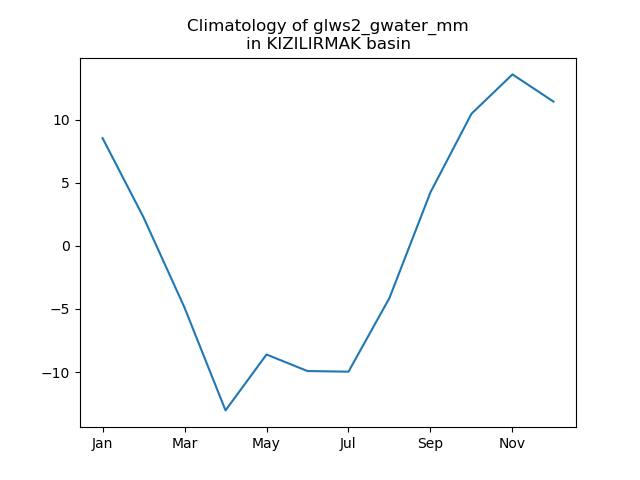 Climatology of glws2_gwater_mm
in KIZILIRMAK basin
10
5
0
−5
−10
Jan
Mar
May
Jul
Sep
Nov